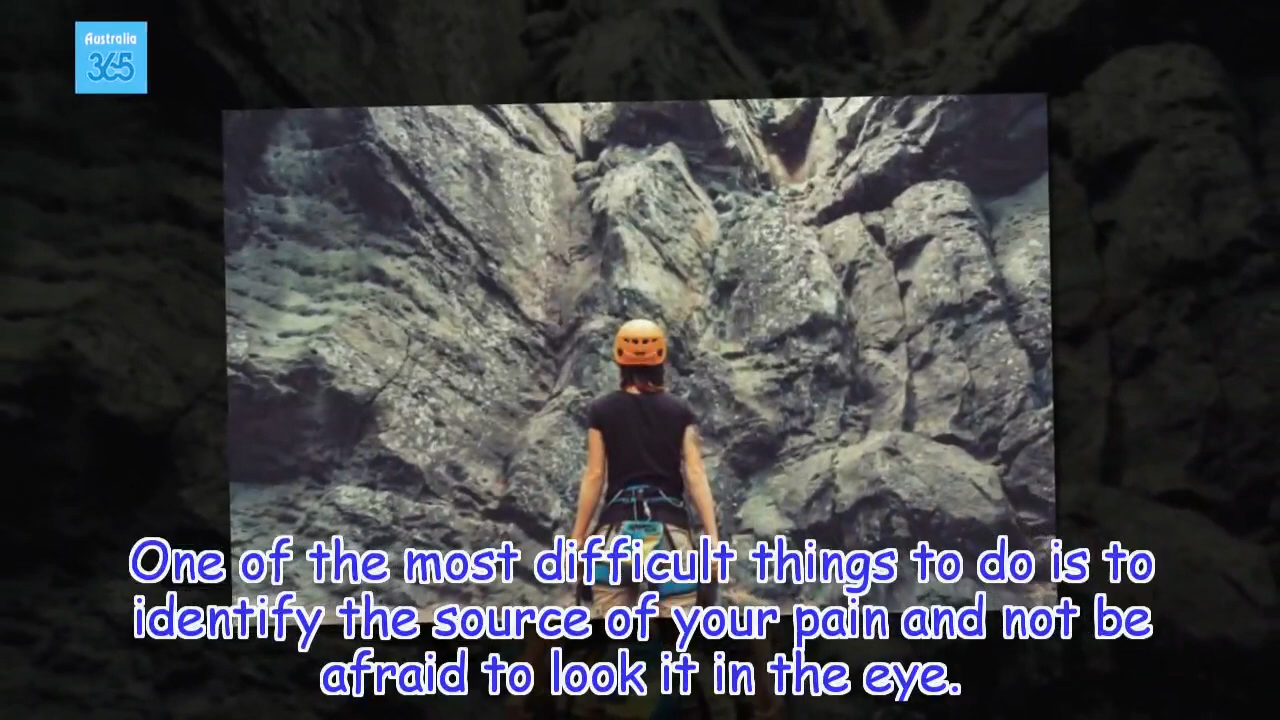 Australia
365
One of the most difficult things to do is to
identify the source of your pain and not be
afraid to look it in the eye.